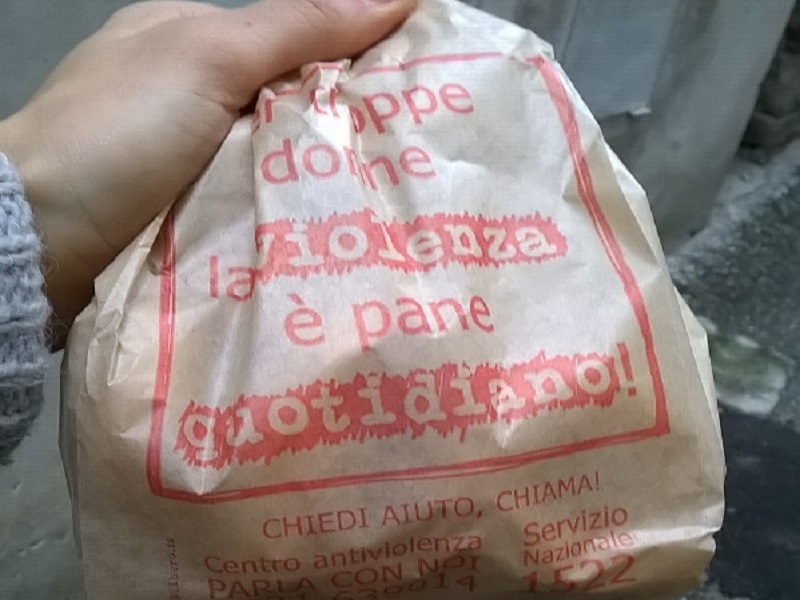 troppe
donne
la violenza
è pane
quotidiano!
CHIEDI AIUTO, CHIAMA!
Centro antiviolenza
PARLA CON NOI
Servizio
Nazionale
1522